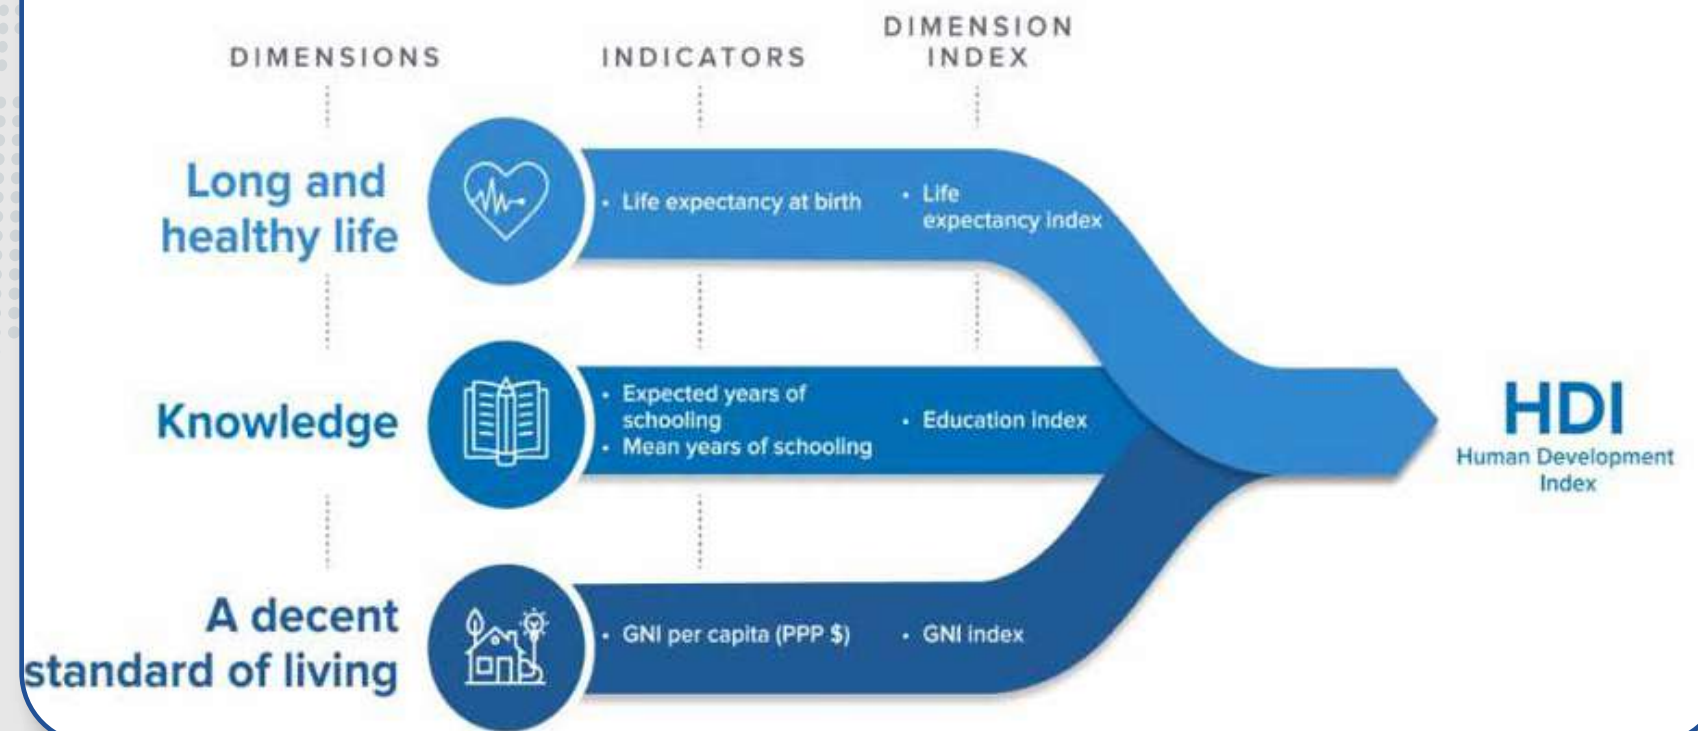 DIMENSIONS
INDICATORS
DIMENSION
INDEX
Long and
healthy life
• Life expectancy at birth
• Life
expectancy index
Knowledge
• Expected years of
schooling
• Mean years of schooling
• Education index
HDI
Human Development
Index
A decent
standard of living
• GNI per capita (PPP $)
• GNI index